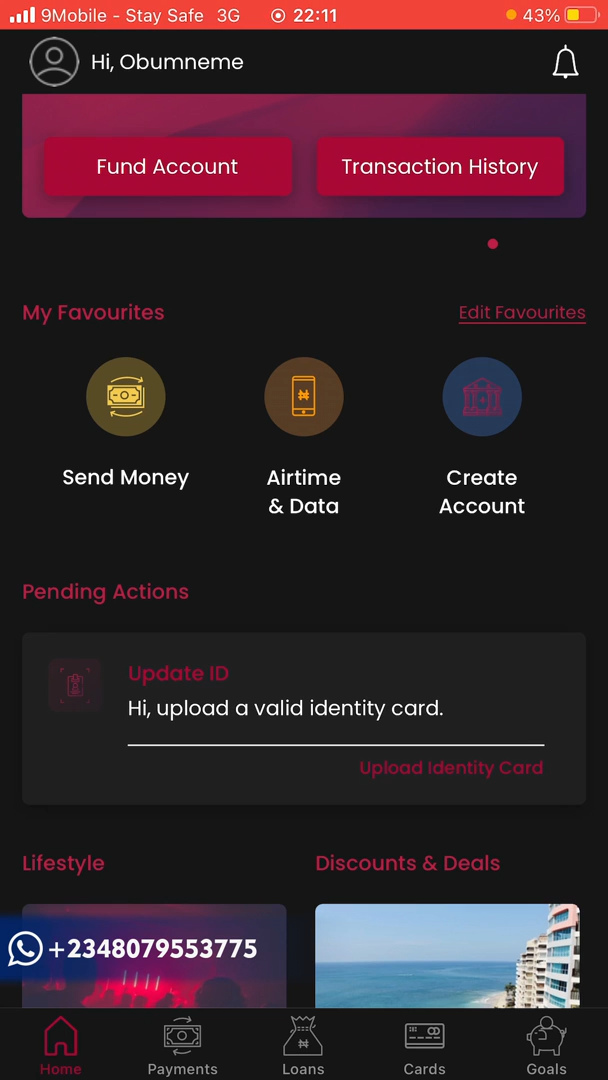 9Mobile - Stay Safe 3G 22:11 43%
Hi, Obumneme
Fund Account
Transaction History
My Favourites
Edit Favourites
Send Money
Airtime
& Data
Create
Account
Pending Actions
Update ID
Hi, upload a valid identity card.
Upload Identity Card
Lifestyle
Discounts & Deals
+2348079553775
Home
Payments
Loans
Cards
Goals